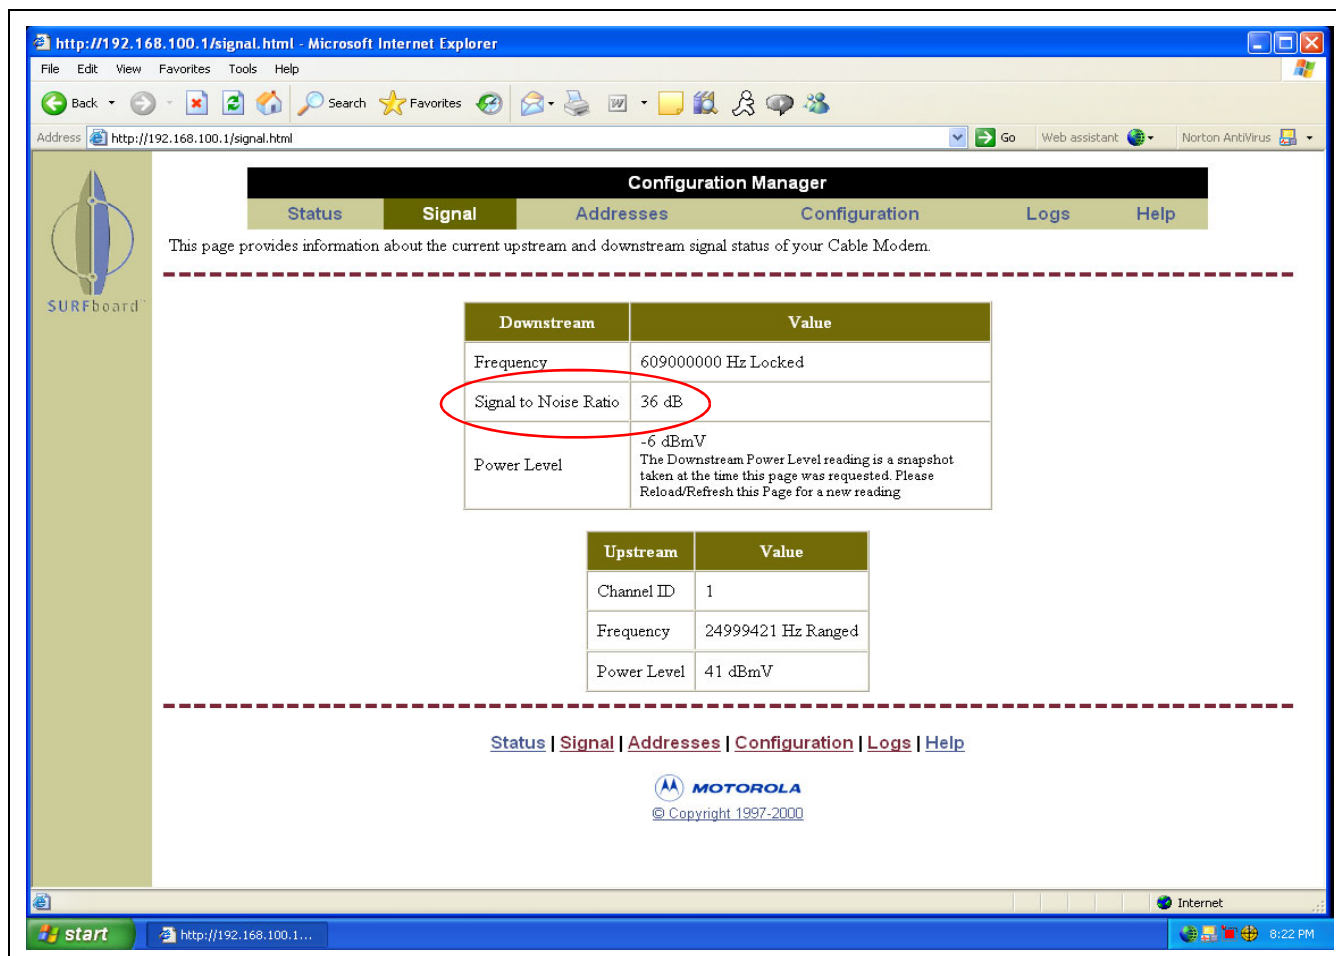 http://192.168.100.1/signal.html - Microsoft Internet Explorer
File Edit View Favorites Tools Help
Back Search Favorites
Address http://192.168.100.1/signal.html Go Web assistant Norton AntiVirus
SURFboard
Configuration Manager
Status Signal Addresses Configuration Logs Help
This page provides information about the current upstream and downstream signal status of your Cable Modem.
Downstream Value
Frequency 609000000 Hz Locked
Signal to Noise Ratio 36 dB
Power Level -6 dBmV
The Downstream Power Level reading is a snapshot
taken at the time this page was requested. Please
Reload/Refresh this Page for a new reading
Upstream Value
Channel ID 1
Frequency 24999421 Hz Ranged
Power Level 41 dBmV
Status | Signal | Addresses | Configuration | Logs | Help
MOTOROLA
© Copyright 1997-2000
Internet
start http://192.168.100.1... 8:22 PM